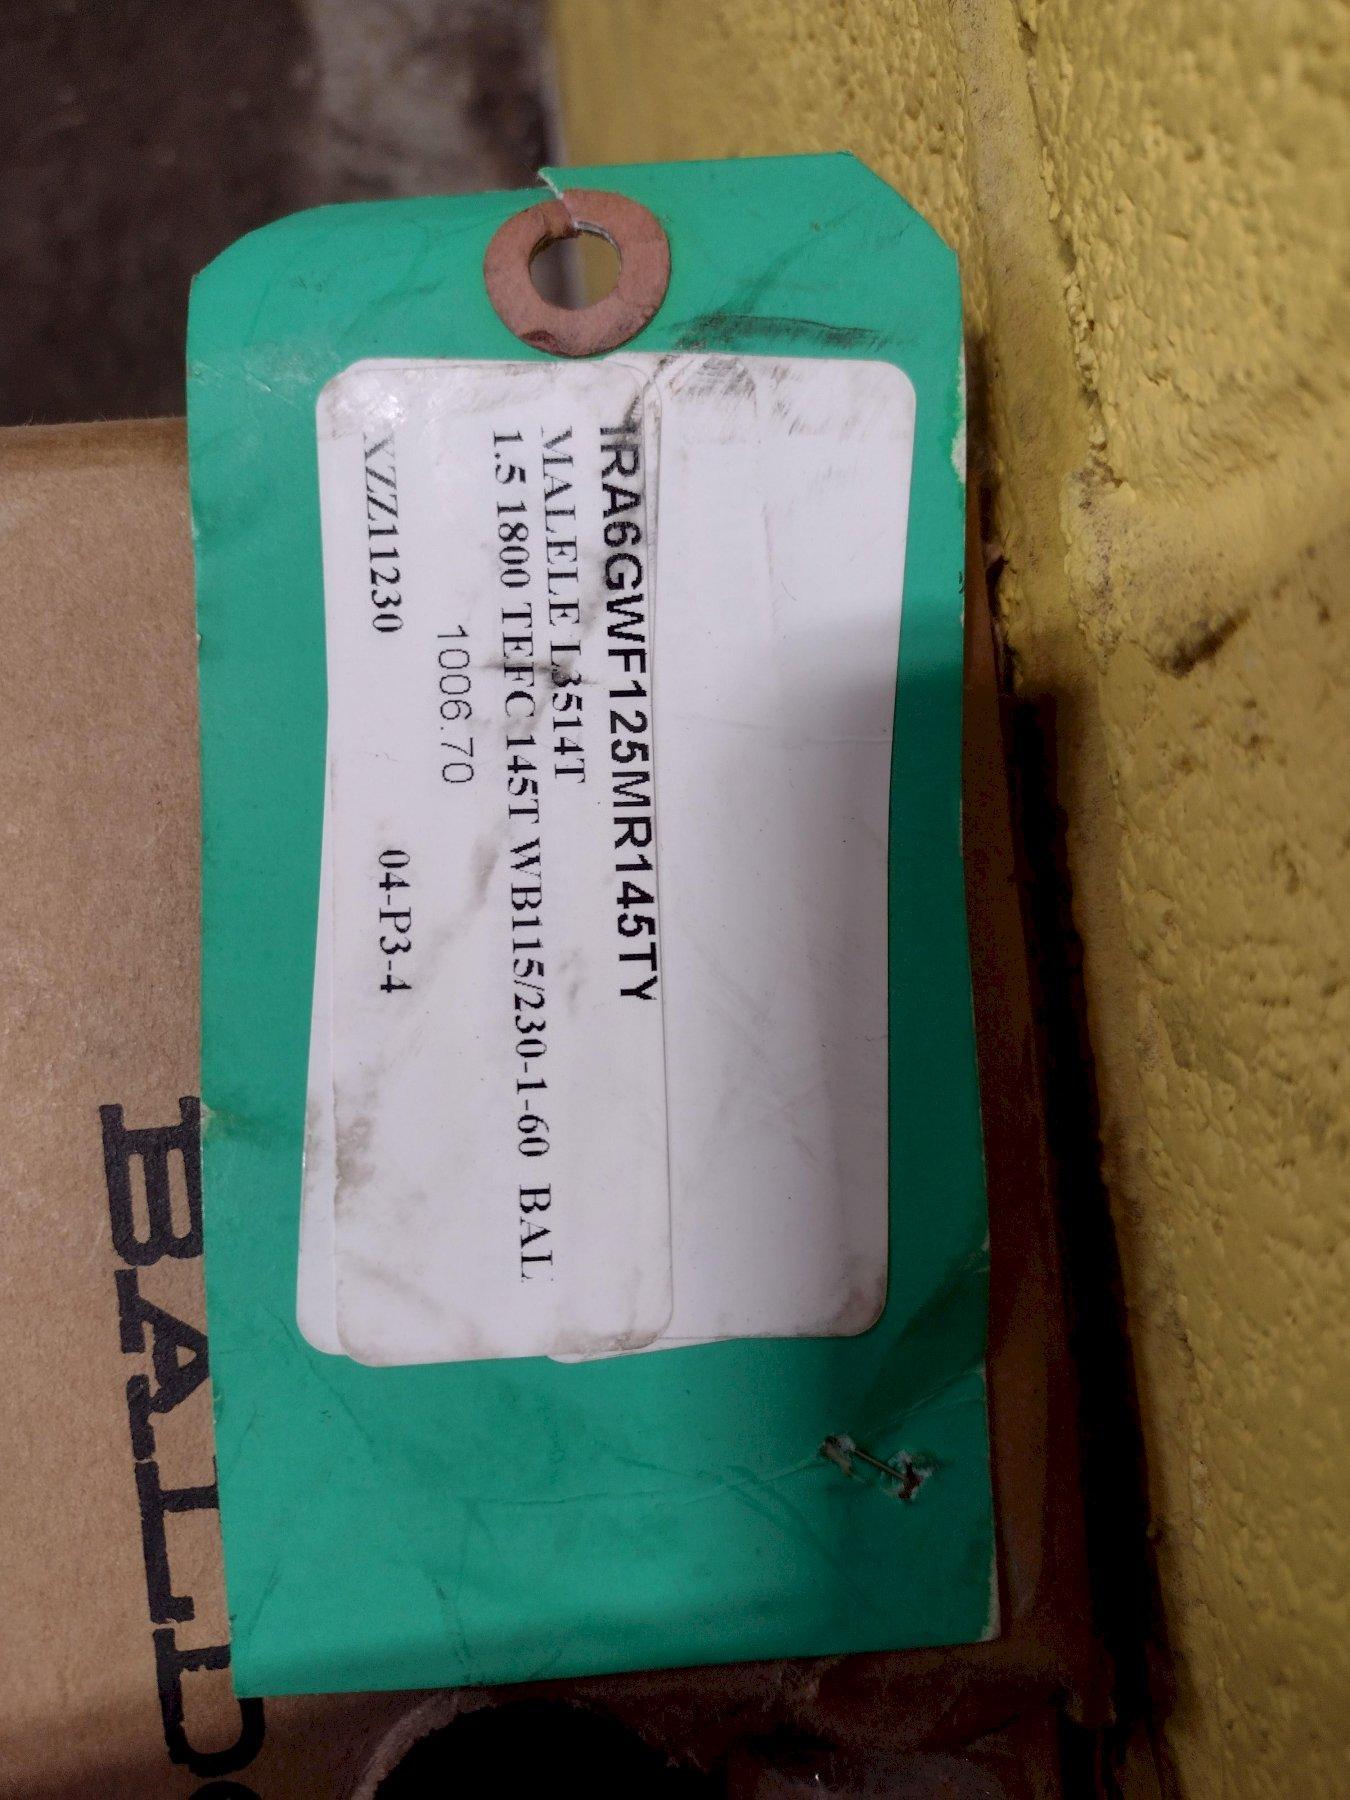 1RA6GWF125MR145TY
MALELE L3514T
1.5 1800 TEFC 145T WB115/230-1-60 BAL
1006.70
XZZ11230 04-P3-4
BALD